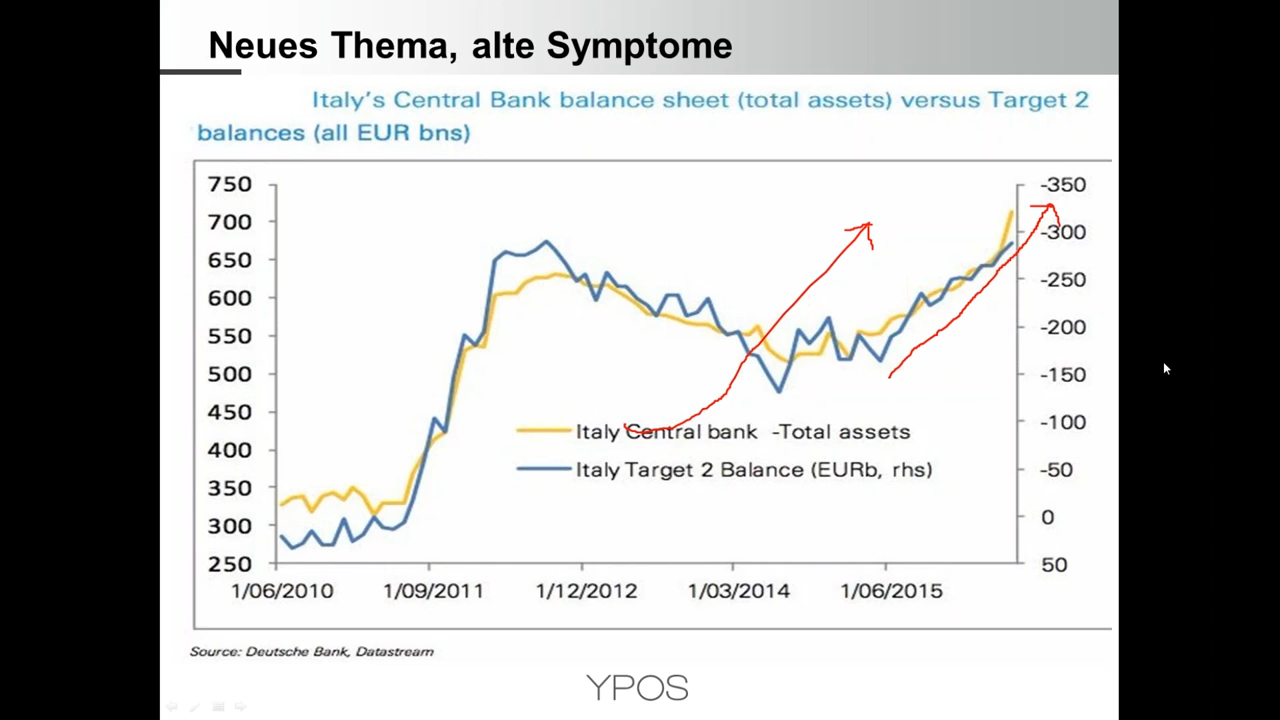 Neues Thema, alte Symptome
Italy's Central Bank balance sheet (total assets) versus Target 2
balances (all EUR bns)
750
700
650
600
550
500
450
400
350
300
250
-350
-300
-250
-200
-150
-100
-50
0
50
Italy Central bank -Total assets
Italy Target 2 Balance (EURb, rhs)
1/06/2010 1/09/2011 1/12/2012 1/03/2014 1/06/2015
Source: Deutsche Bank, Datastream
YPOS